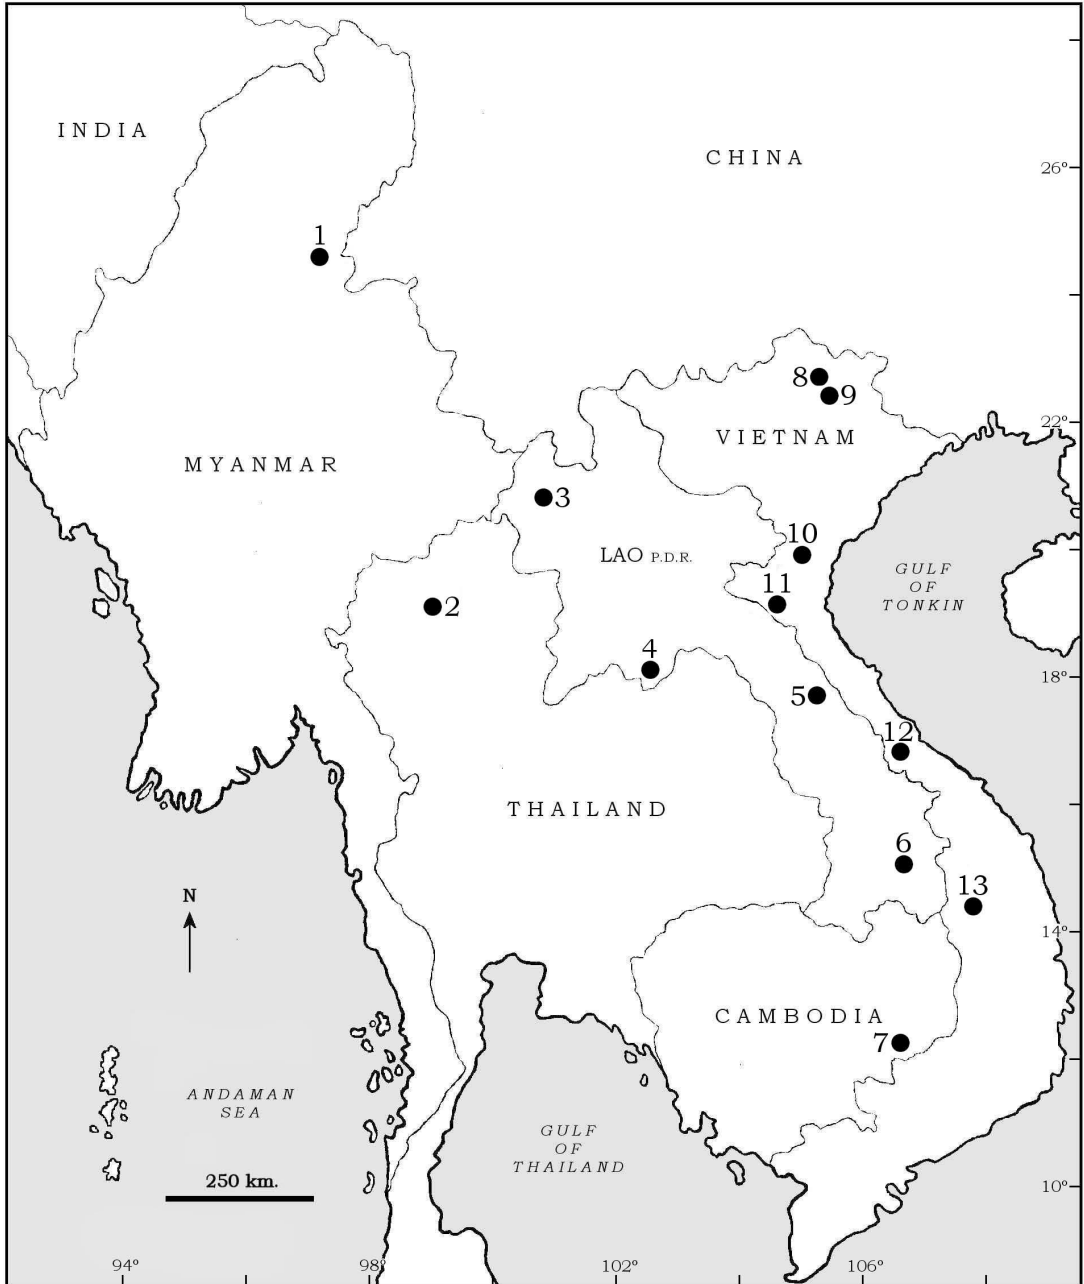 INDIA
CHINA
26°
1
8
9
22°
VIETNAM
MYANMAR
3
10
LAO P.D.R.
GULF
OF
TONKIN
11
2
4
18°
5
12
THAILAND
6
13
N
14°
CAMBODIA
7
ANDAMAN
SEA
GULF
OF
THAILAND
250 km.
10°
94°
98°
102°
106°